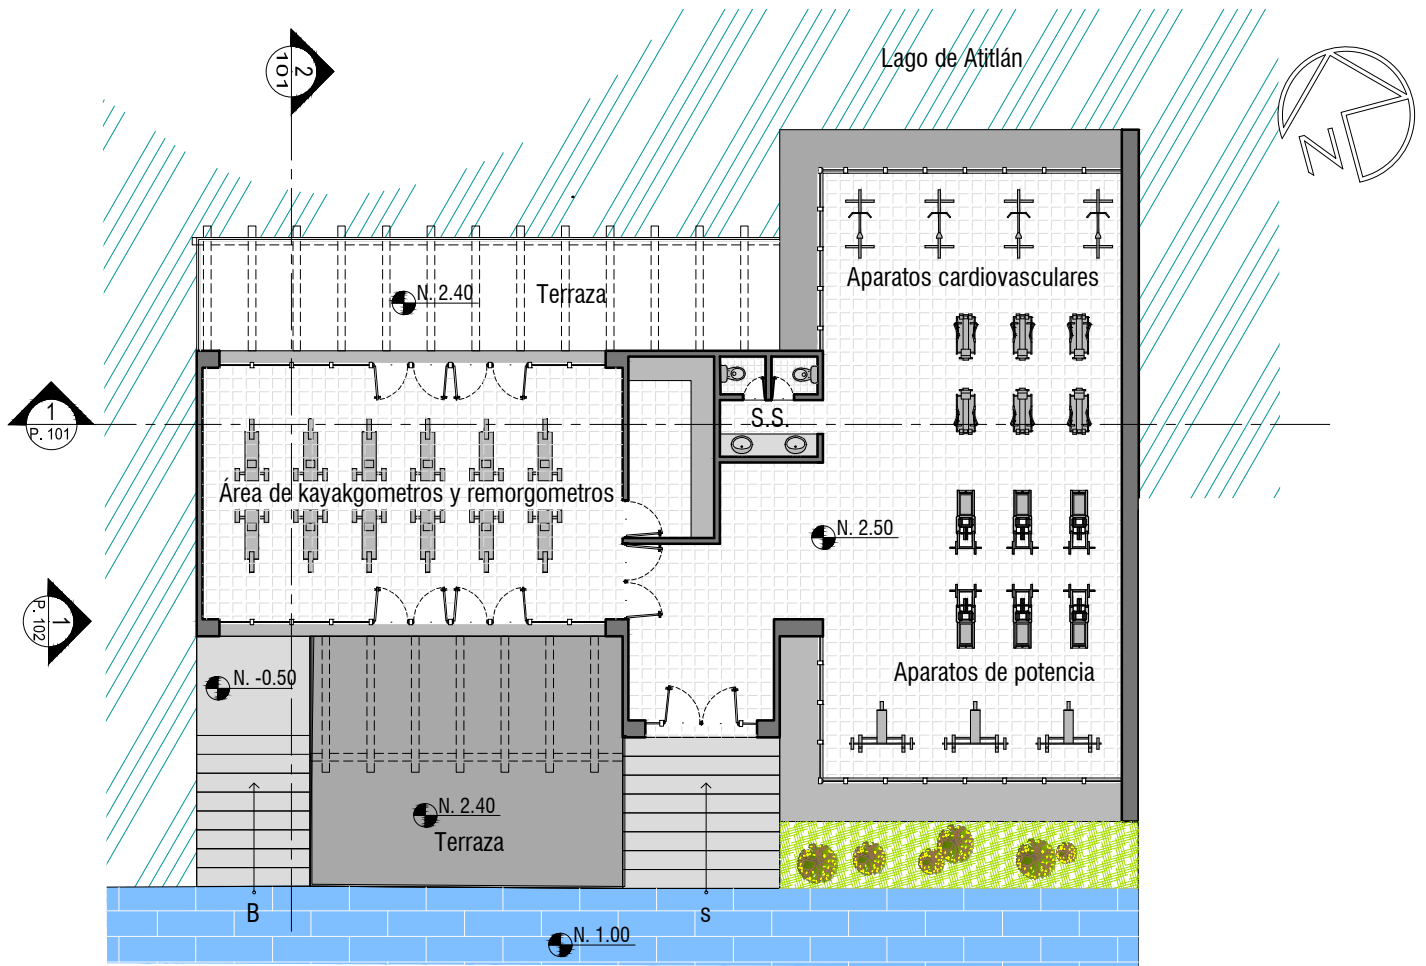 Lago de Atitlán
2
101
N
Aparatos cardiovasculares
N. 2.40
Terraza
1
P. 101
S.S.
Área de kayakgometros y remorgometros
N. 2.50
1
P. 102
N. -0.50
Aparatos de potencia
N. 2.40
Terraza
B
s
N. 1.00